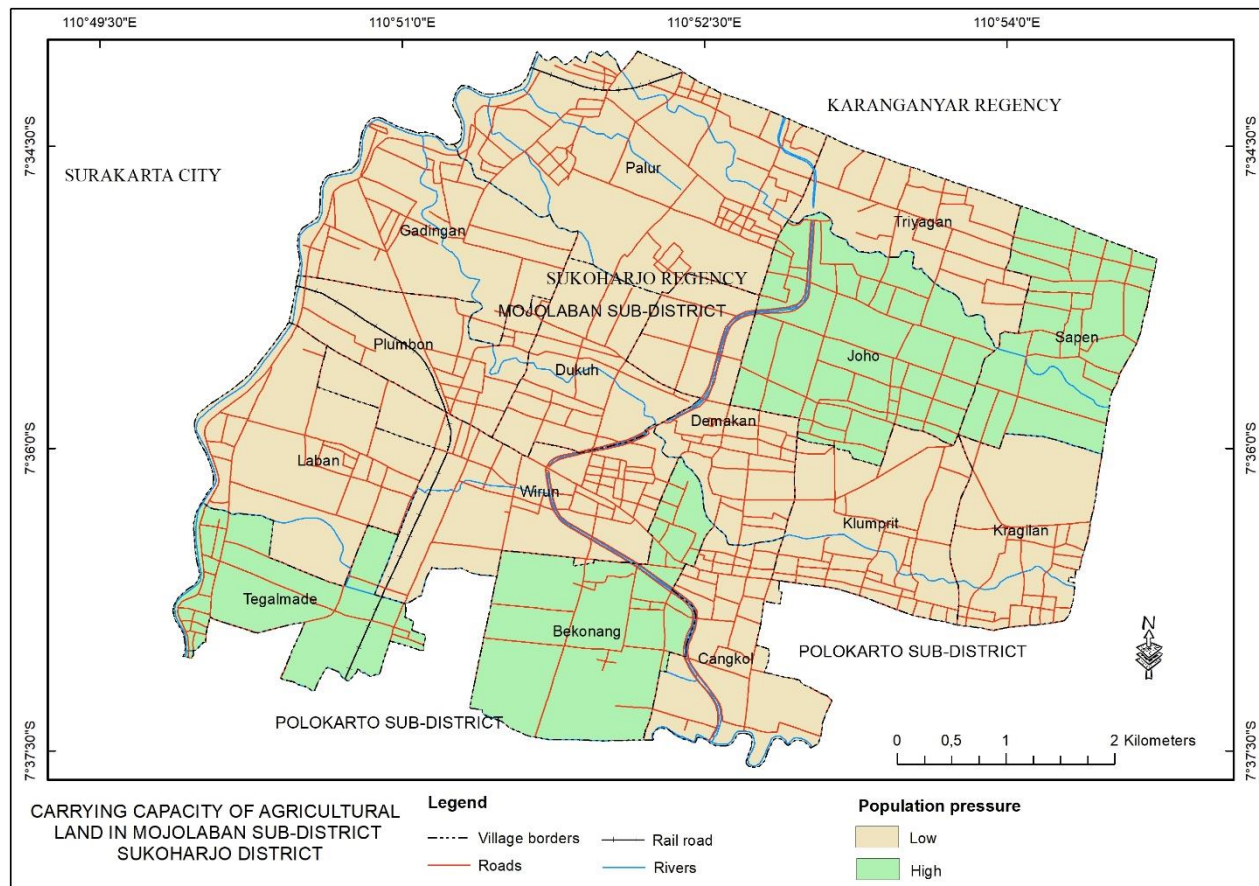 110°49'30"E
110°51'0"E
110°52'30"E
110°54'0"E
7°34'30"S
7°34'30"S
KARANGANYAR REGENCY
SURAKARTA CITY
Palur
Triyagan
Gadingan
SUKOHARJO REGENCY
MOJOLABAN SUB-DISTRICT
Plumbon
Sapen
Joho
Dukuh
Demakan
7°36'0"S
7°36'0"S
Laban
Wirun
Klumprit
Kragilan
Tegalmade
Bekonang
Cangkol
N
POLOKARTO SUB-DISTRICT
POLOKARTO SUB-DISTRICT
0 0,5 1 2 Kilometers
7°37'30"S
7°37'30"S
CARRYING CAPACITY OF AGRICULTURAL
LAND IN MOJOLABAN SUB-DISTRICT
SUKOHARJO DISTRICT
Legend
Village borders
Rail road
Roads
Rivers
Population pressure
Low
High